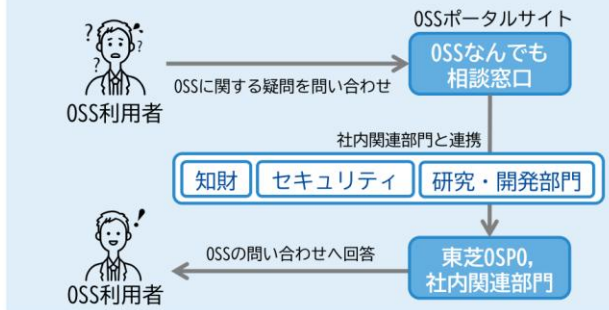 OSSポータルサイト
? ? ?
OSSなんでも
相談窓口
OSSに関する疑問を問い合わせ
OSS利用者
社内関連部門と連携
知財 セキュリティ 研究・開発部門
!
OSSの問い合わせへ回答
東芝OSPO,
社内関連部門
OSS利用者